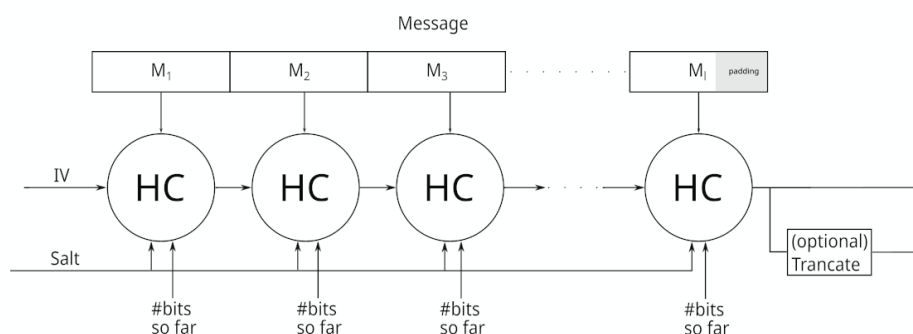 Message
M1
M2
M3
Ml
padding
IV
HC
HC
HC
HC
Salt
(optional)
Trancate
#bits
so far
#bits
so far
#bits
so far
#bits
so far